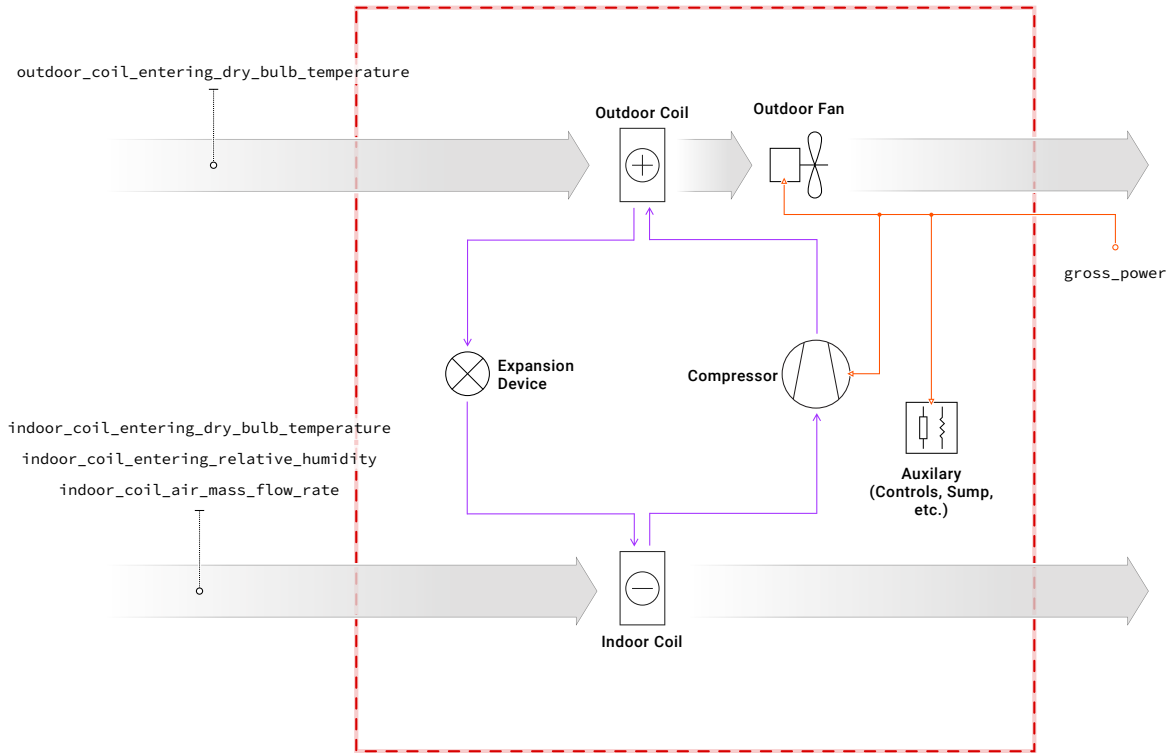 outdoor_coil_entering_dry_bulb_temperature
Outdoor Coil
Outdoor Fan
gross_power
Expansion
Device
Compressor
indoor_coil_entering_dry_bulb_temperature
indoor_coil_entering_relative_humidity
indoor_coil_air_mass_flow_rate
Auxilary
(Controls, Sump,
etc.)
Indoor Coil